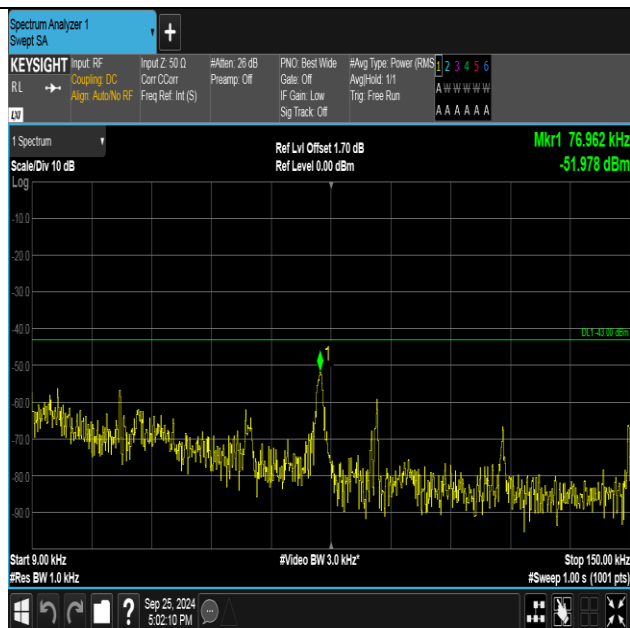 Spectrum Analyzer 1
Swept SA
+
KEYSIGHT
RL
LXI
Input: RF
Coupling: DC
Align: Auto/No RF
Input Z: 50 Ω
Corr CCorr
Freq Ref: Int (S)
#Atten: 26 dB
Preamp: Off
PNO: Best Wide
Gate: Off
IF Gain: Low
Sig Track: Off
#Avg Type: Power (RMS
Avg|Hold: 1/1
Trig: Free Run
1 2 3 4 5 6
A W W W W W
A A A A A A
1 Spectrum
Scale/Div 10 dB
Log
Ref Lvl Offset 1.70 dB
Ref Level 0.00 dBm
Mkr1 76.962 kHz
-51.978 dBm
-10.0
-20.0
-30.0
-40.0
DL1 -43.00 dBm
1
-50.0
-60.0
-70.0
-80.0
-90.0
Start 9.00 kHz
#Video BW 3.0 kHz*
Stop 150.00 kHz
#Res BW 1.0 kHz
#Sweep 1.00 s (1001 pts)
?
Sep 25, 2024
5:02:10 PM